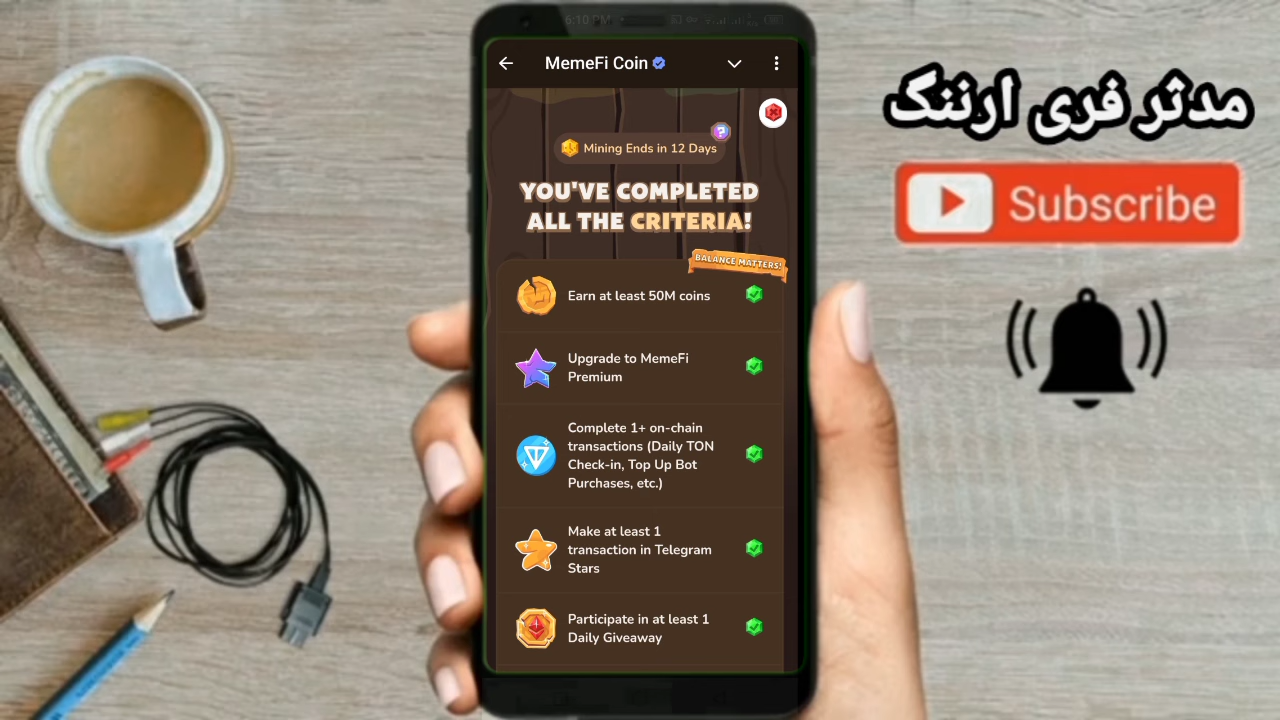 6:10 PM
MemeFi Coin
Mining Ends in 12 Days
YOU'VE COMPLETED
ALL THE CRITERIA!
BALANCE MATTERS!
Earn at least 50M coins
Upgrade to MemeFi
Premium
Complete 1+ on-chain
transactions (Daily TON
Check-in, Top Up Bot
Purchases, etc.)
Make at least 1
transaction in Telegram
Stars
Participate in at least 1
Daily Giveaway
مدثر فری ارننگ
Subscribe